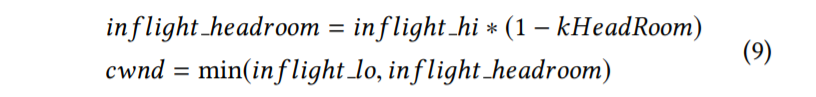 inflight_headroom = inflight_hi ∗ (1 − kHeadRoom)
cwnd = min(inflight_lo, inflight_headroom)
(9)